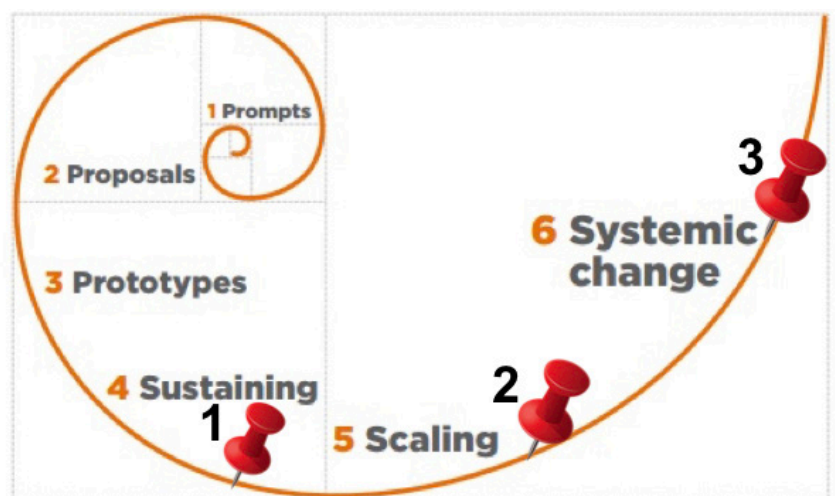 1 Prompts
2 Proposals
3 Prototypes
4 Sustaining
1
5 Scaling
2
6 Systemic
change
3